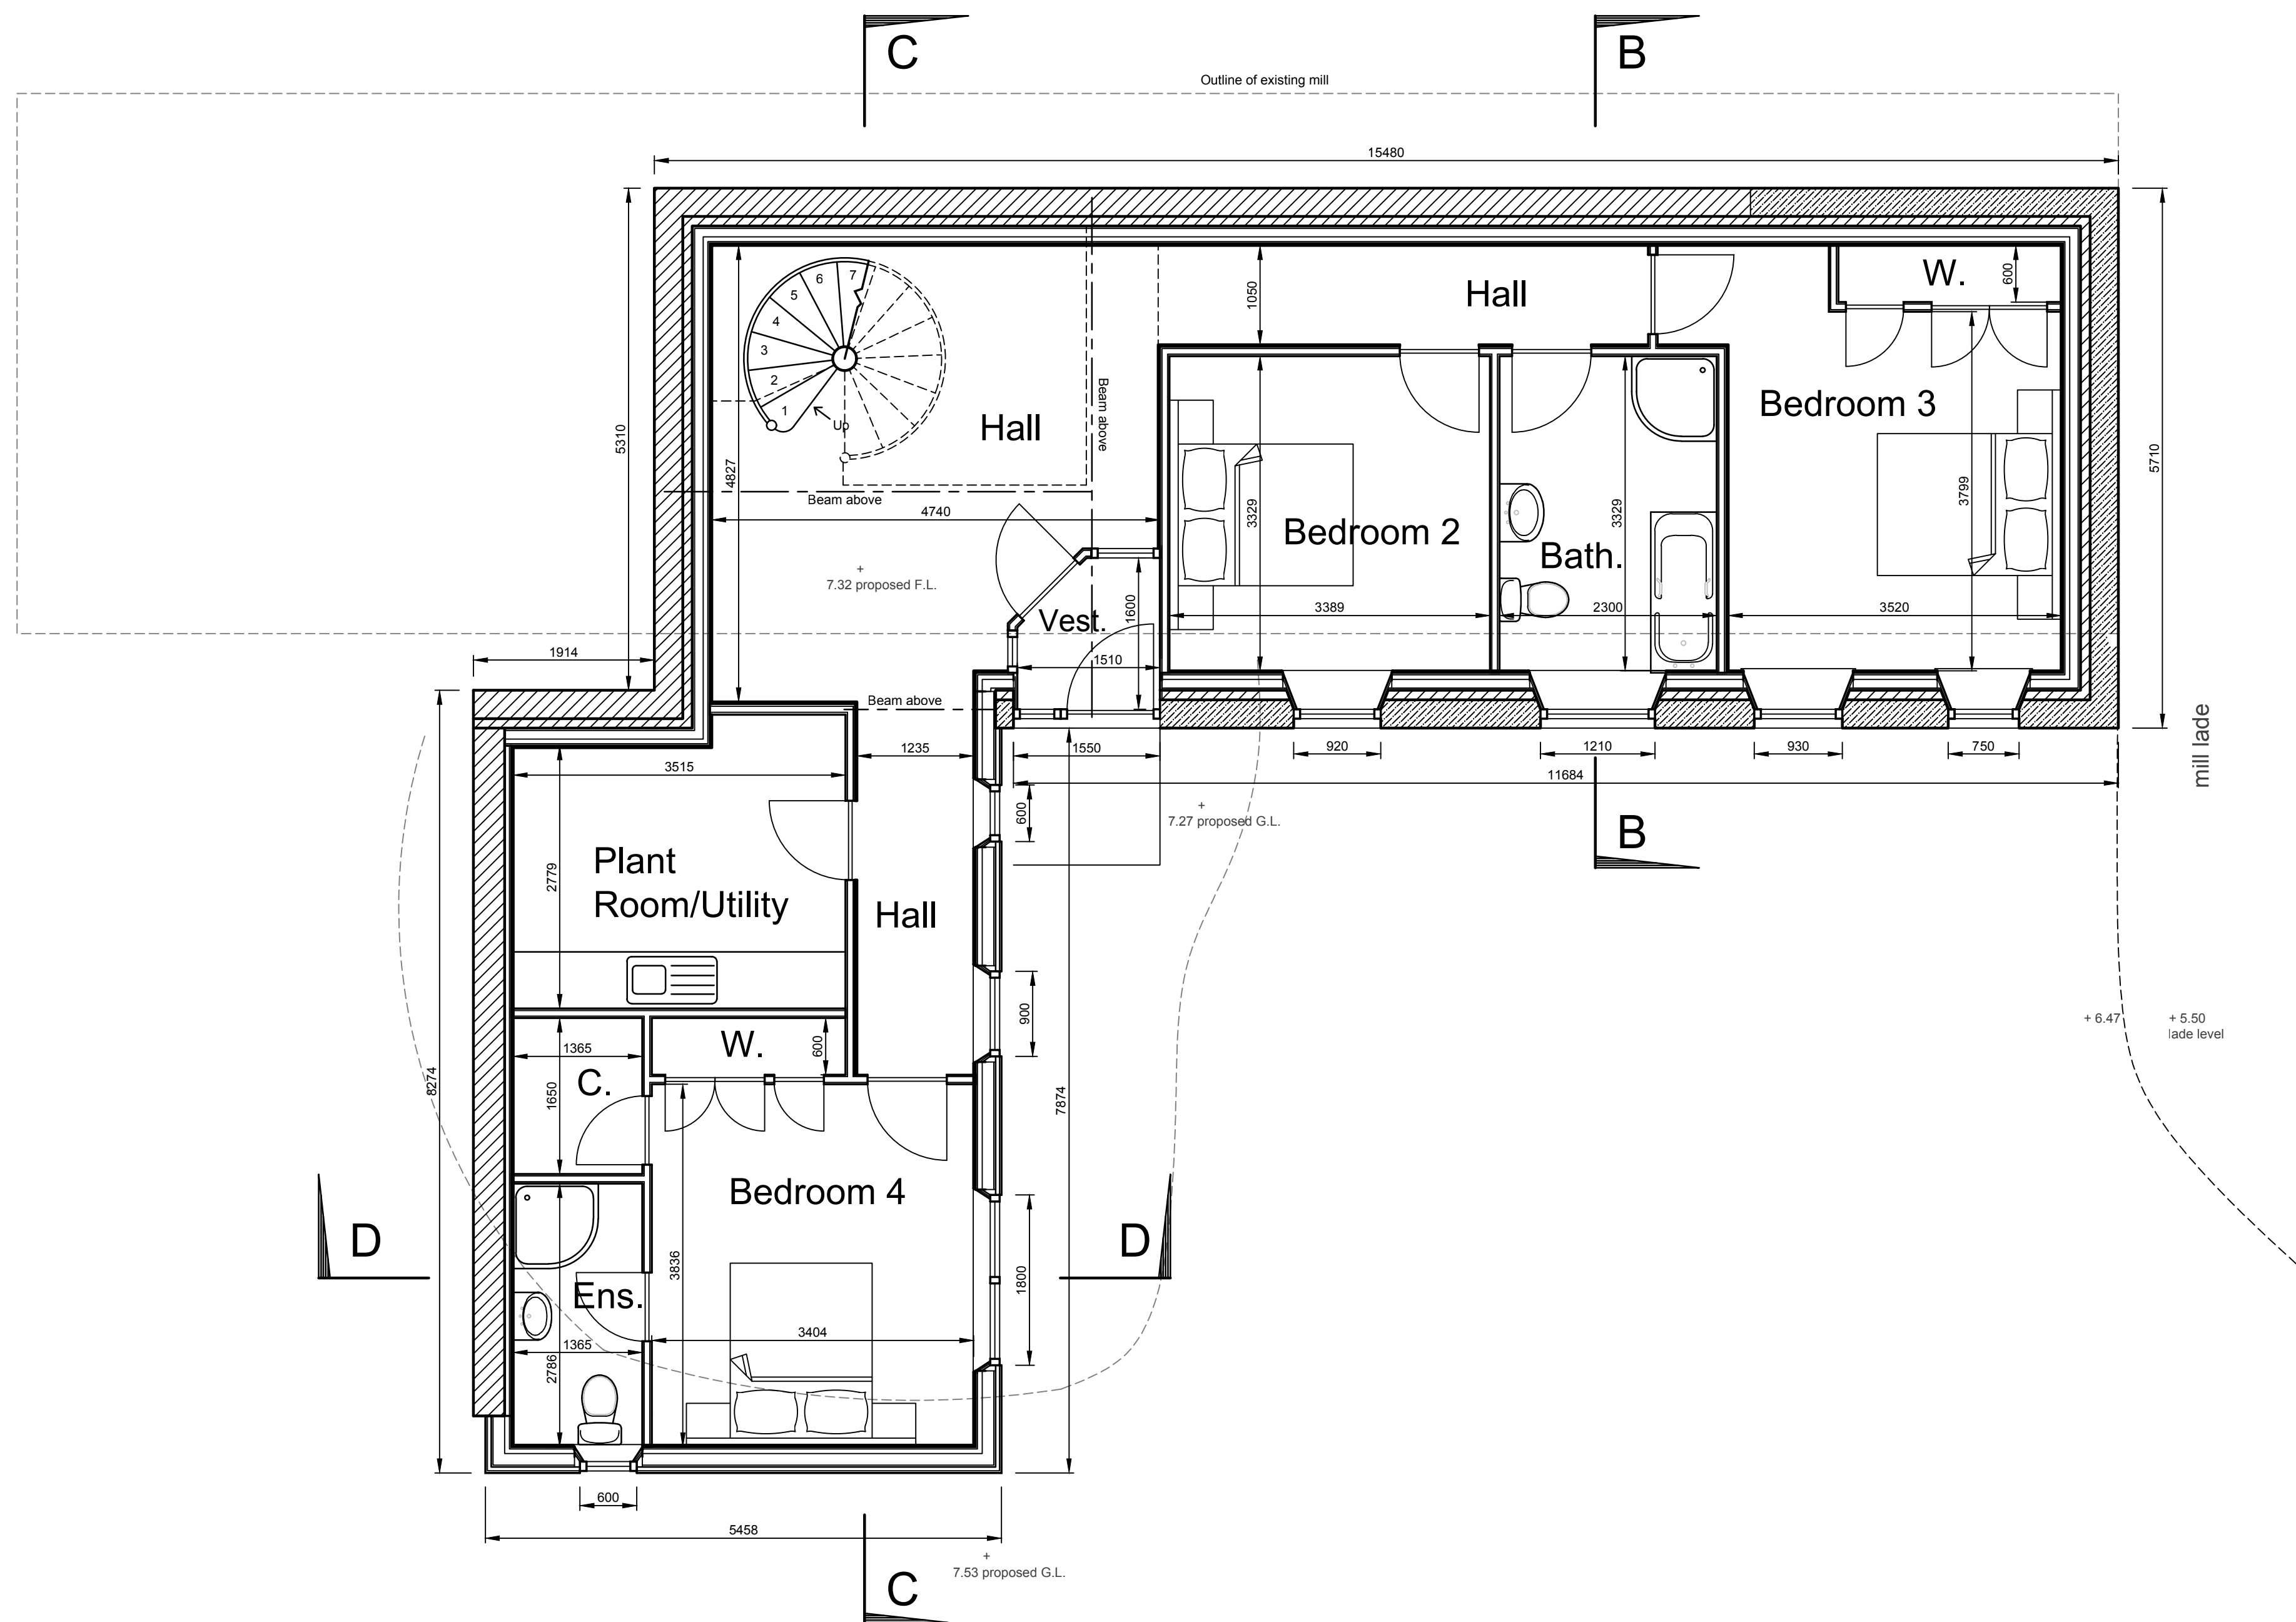 C
B
Outline of existing mill
15480
Hall
W.
600
1050
7
6
5
4
3
2
1
Up
Hall
Beam above
Bedroom 3
5310
4827
5710
3329
3329
3799
Beam above
4740
Bedroom 2
Bath.
+
7.32 proposed F.L.
Vest.
1600
3389
2300
3520
1914
1510
Beam above
mill lade
1235
1550
920
1210
930
750
3515
11684
600
+
7.27 proposed G.L.
B
Plant
Room/Utility
2779
Hall
900
+ 6.47
+ 5.50
lade level
W.
600
1365
C.
1650
8274
7874
Bedroom 4
D
D
3836
1800
Ens.
3404
1365
2786
600
5458
+
7.53 proposed G.L.
C